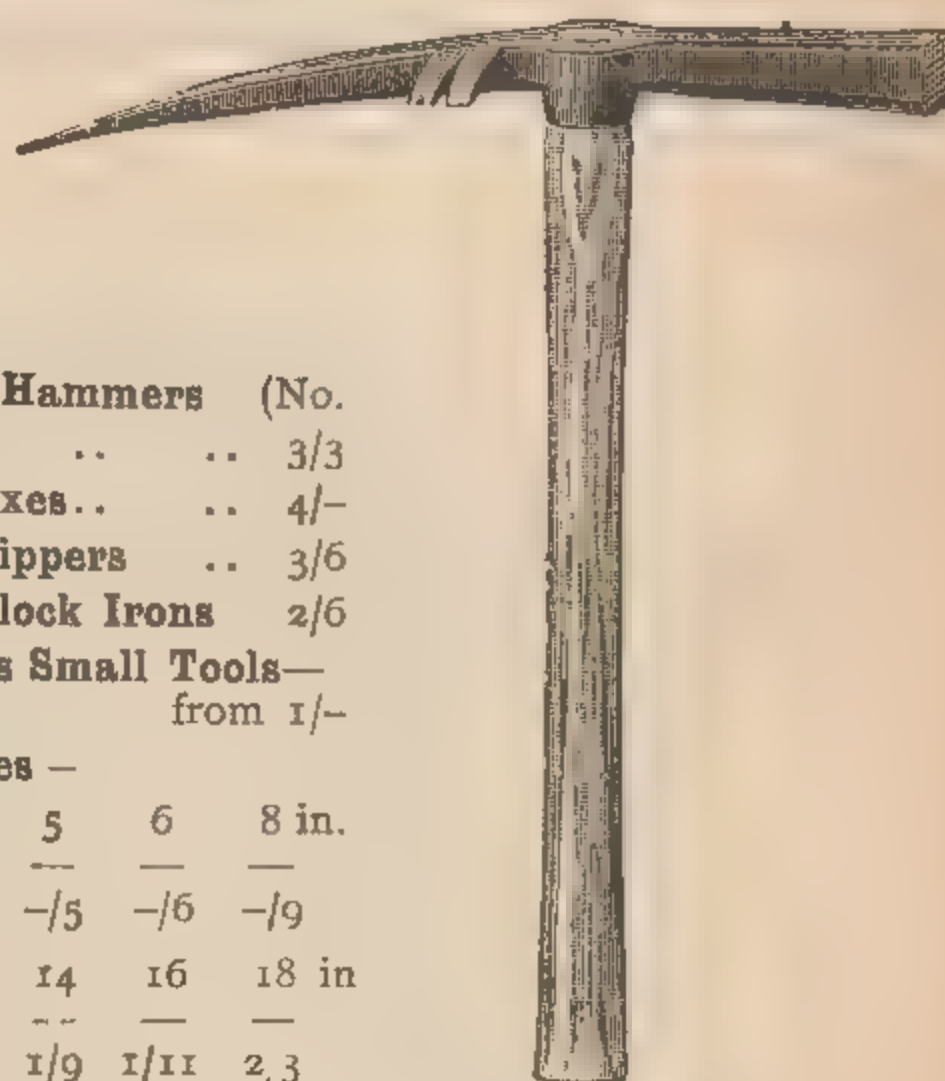 Hammers (No.
.. .. 3/3
xes.. .. 4/–
ippers .. 3/6
lock Irons 2/6
s Small Tools—
from 1/–
es —
5 6 8 in.
— — —
–/5 –/6 –/9
14 16 18 in
-- — —
1/9 1/11 2 3